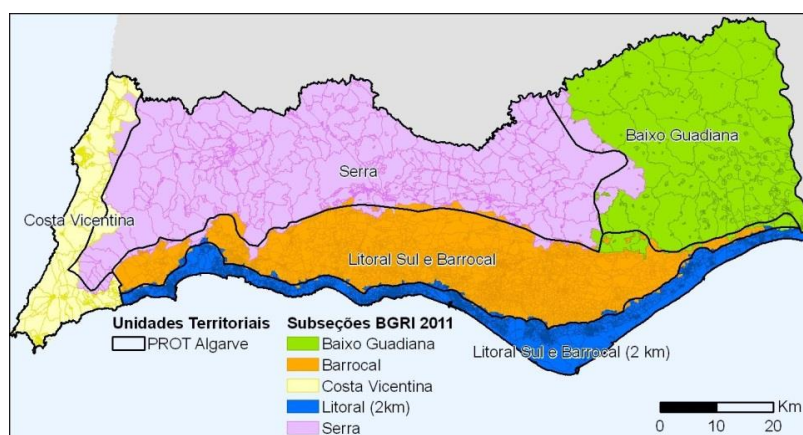 Baixo Guadiana
Serra
Costa Vicentina
Litoral Sul e Barrocal
Litoral Sul e Barrocal (2 km)
Unidades Territoriais
PROT Algarve
Subseções BGRI 2011
Baixo Guadiana
Barrocal
Costa Vicentina
Litoral (2km)
Serra
Km
0 10 20